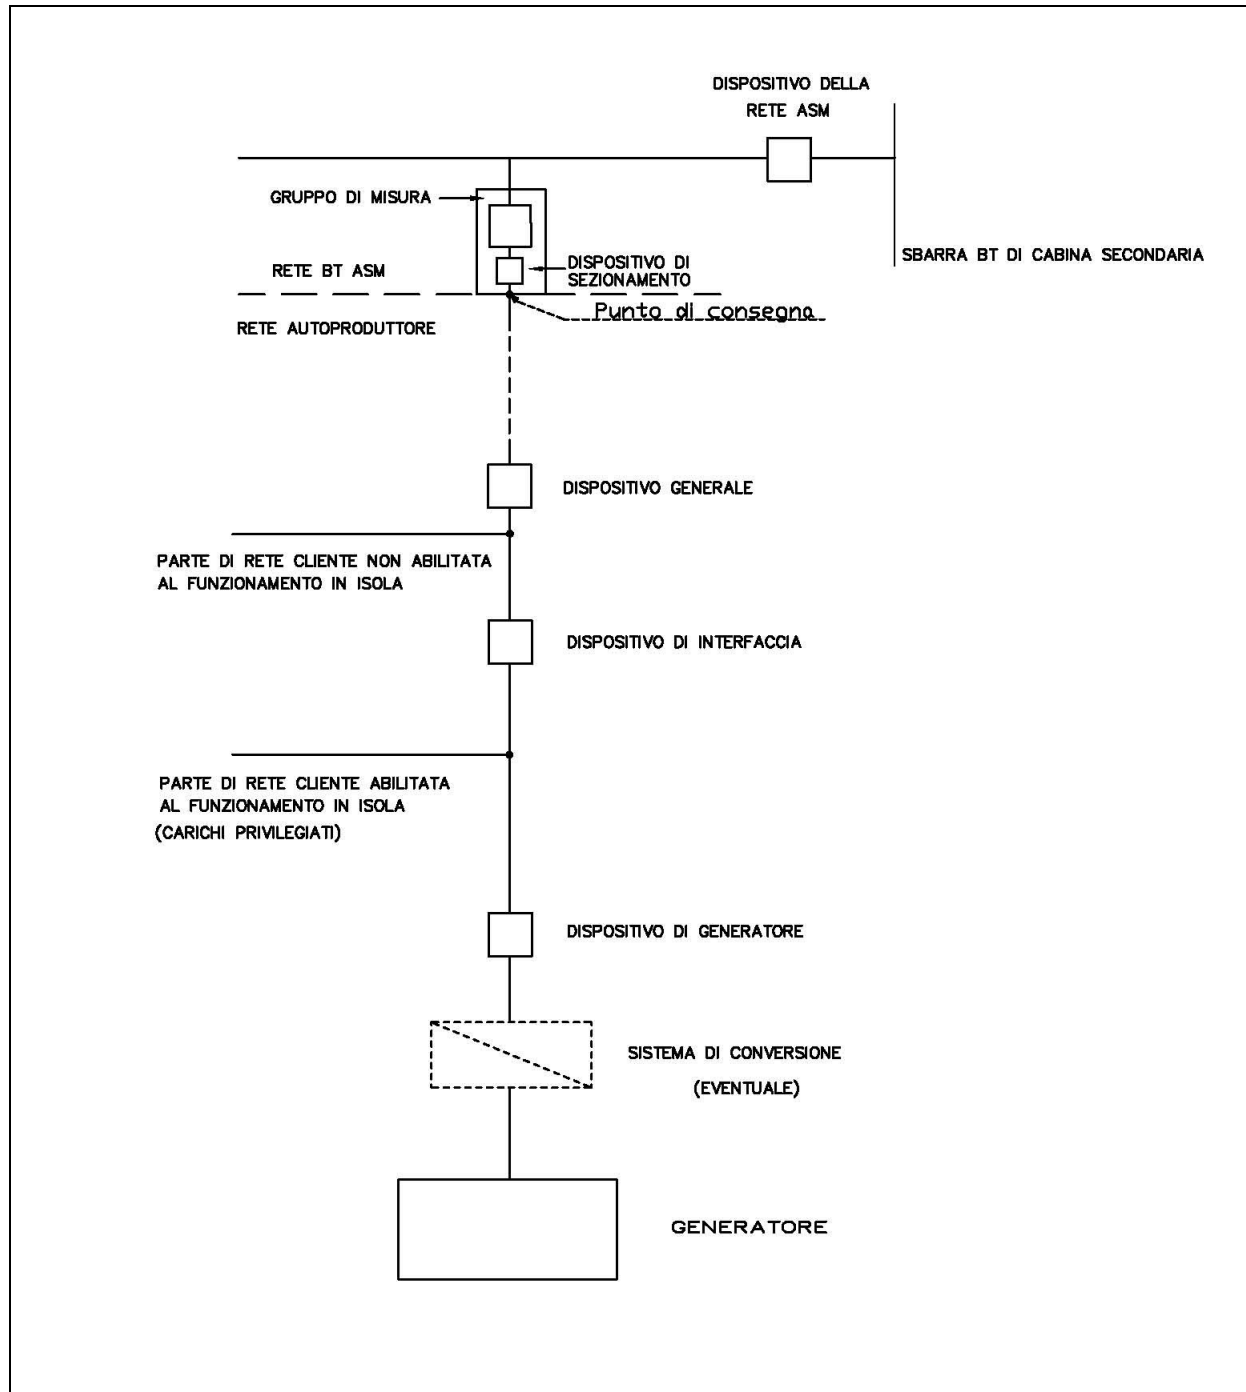 DISPOSITIVO DELLA
RETE ASM
GRUPPO DI MISURA
SBARRA BT DI CABINA SECONDARIA
DISPOSITIVO DI
SEZIONAMENTO
RETE BT ASM
Punto di consegna
RETE AUTOPRODUTTORE
DISPOSITIVO GENERALE
PARTE DI RETE CLIENTE NON ABILITATA
AL FUNZIONAMENTO IN ISOLA
DISPOSITIVO DI INTERFACCIA
PARTE DI RETE CLIENTE ABILITATA
AL FUNZIONAMENTO IN ISOLA
(CARICHI PRIVILEGIATI)
DISPOSITIVO DI GENERATORE
SISTEMA DI CONVERSIONE
(EVENTUALE)
GENERATORE